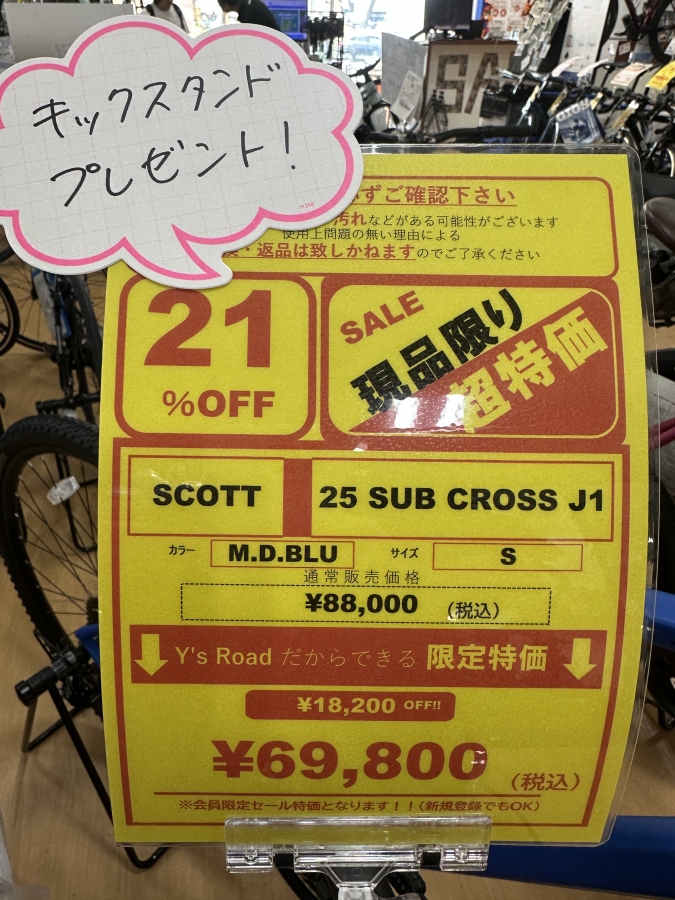 キックスタンド
プレゼント!
ずご確認下さい
汚れなどがある可能性がございます
使用上問題の無い理由による
・返品は致しかねますのでご了承ください
21
%OFF
SALE
現品限り
超特価
SCOTT
25 SUB CROSS J1
カラー
M.D.BLU
サイズ
S
通常販売価格
¥88,000 (税込)
Y's Road だからできる 限定特価
¥18,200 OFF!!
¥69,800 (税込)
※会員限定セール特価となります!!(新規登録でもOK)
SA